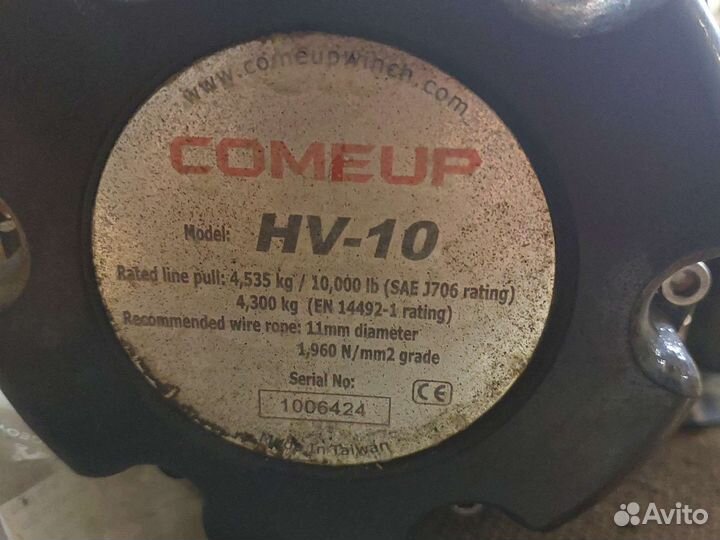 www.comeupwinch.com
COMEUP
Model: HV-10
Rated line pull: 4,535 kg / 10,000 lb (SAE J706 rating)
4,300 kg (EN 14492-1 rating)
Recommended wire rope: 11mm diameter
1,960 N/mm2 grade
Serial No:
CE
1006424
Made In Taiwan
Avito